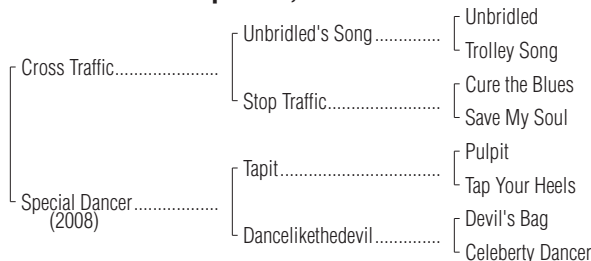 Unbridled
Unbridled's Song
Trolley Song
Cross Traffic
Cure the Blues
Stop Traffic
Save My Soul
Pulpit
Tapit
Tap Your Heels
Special Dancer
(2008)
Devil's Bag
Dancelikethedevil
Celeberty Dancer